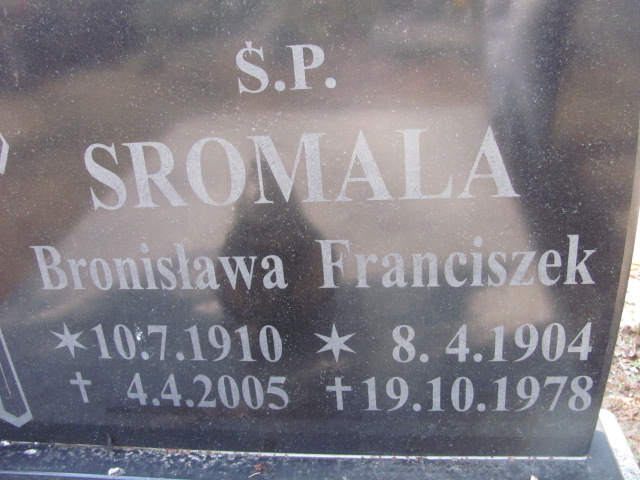 Ś.P.
SROMALA
Bronisława Franciszek
*10.7.1910 * 8.4.1904
† 4.4.2005 †19.10.1978